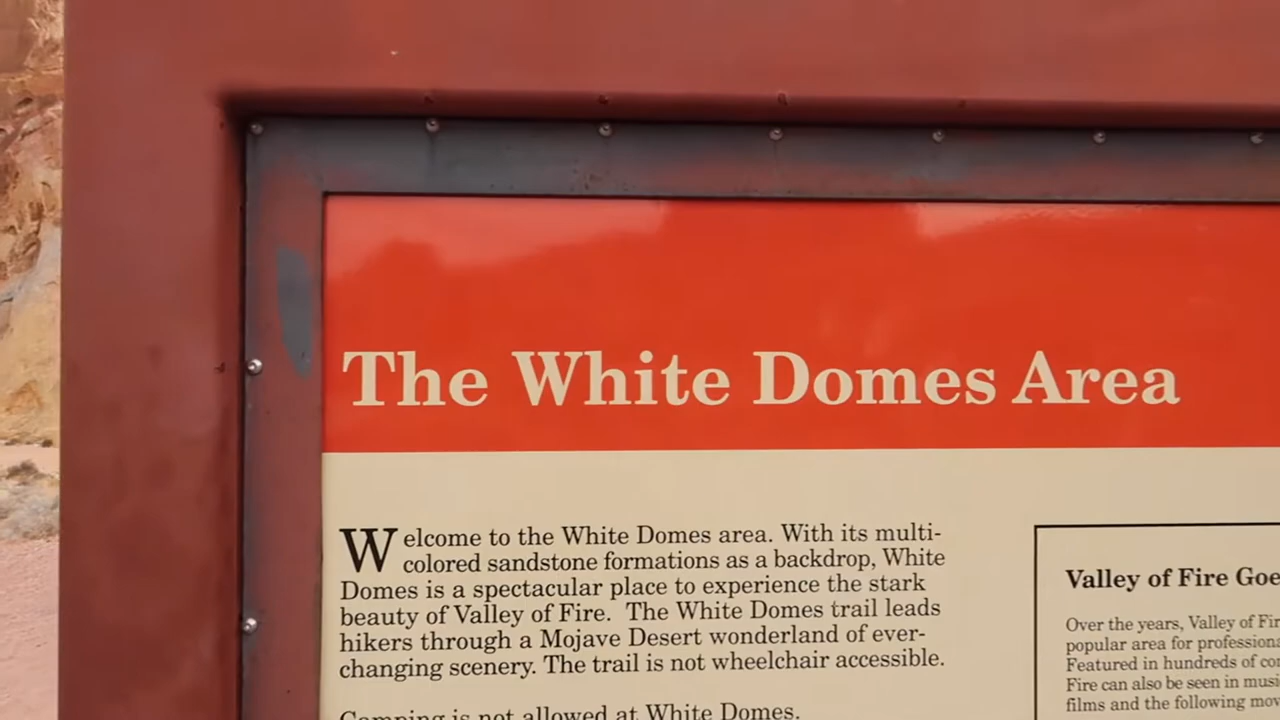 The White Domes Area
Welcome to the White Domes area. With its multi-
colored sandstone formations as a backdrop, White
Domes is a spectacular place to experience the stark
beauty of Valley of Fire. The White Domes trail leads
hikers through a Mojave Desert wonderland of ever-
changing scenery. The trail is not wheelchair accessible.
Camping is not allowed at White Domes.
Valley of Fire Goe
Over the years, Valley of Fir
popular area for professiona
Featured in hundreds of co
Fire can also be seen in musi
films and the following mov